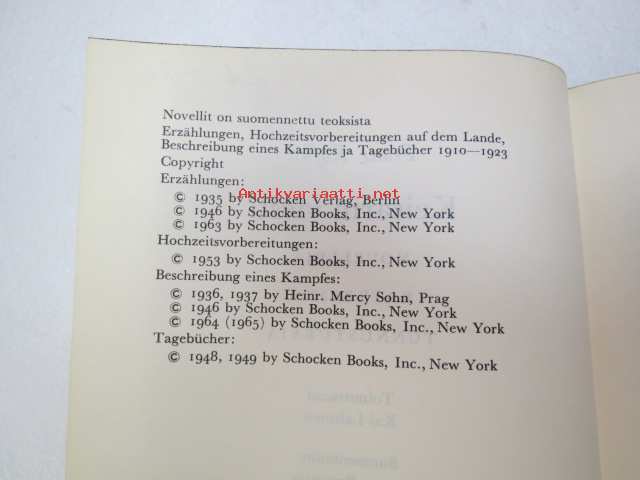 Novellit on suomennettu teoksista
Erzählungen, Hochzeitsvorbereitungen auf dem Lande,
Beschreibung eines Kampfes ja Tagebücher 1910—1923
Copyright
Erzählungen:
Antikvariaatti.net
© 1935 by Schocken Verlag, Berlin
© 1946 by Schocken Books, Inc., New York
© 1963 by Schocken Books, Inc., New York
Hochzeitsvorbereitungen:
© 1953 by Schocken Books, Inc., New York
Beschreibung eines Kampfes:
© 1936, 1937 by Heinr. Mercy Sohn, Prag
© 1946 by Schocken Books, Inc., New York
© 1964 (1965) by Schocken Books, Inc., New York
Tagebücher:
© 1948, 1949 by Schocken Books, Inc., New York